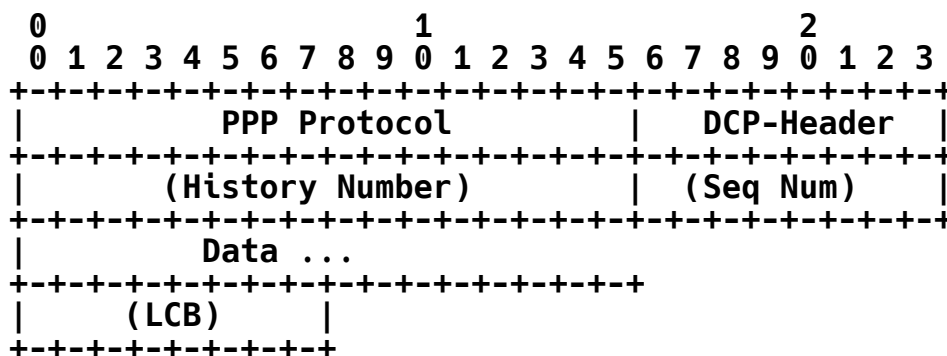 0                   1                   2
 0 1 2 3 4 5 6 7 8 9 0 1 2 3 4 5 6 7 8 9 0 1 2 3
+-+-+-+-+-+-+-+-+-+-+-+-+-+-+-+-+-+-+-+-+-+-+-+-+
|          PPP Protocol         |   DCP-Header  |
+-+-+-+-+-+-+-+-+-+-+-+-+-+-+-+-+-+-+-+-+-+-+-+-+
|       (History Number)        |  (Seq Num)    |
+-+-+-+-+-+-+-+-+-+-+-+-+-+-+-+-+-+-+-+-+-+-+-+-+
|         Data ...
+-+-+-+-+-+-+-+-+-+-+-+-+-+-+-+-+
|     (LCB)     |
+-+-+-+-+-+-+-+-+